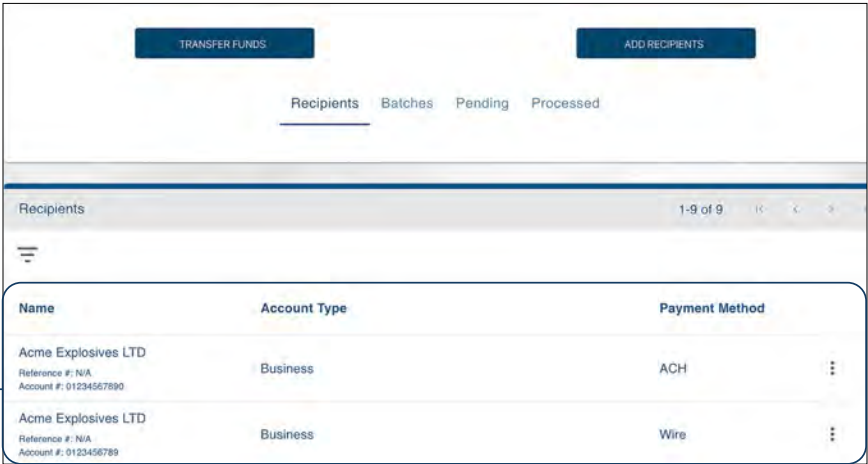 TRANSFER FUNDS ADD RECIPIENTS
Recipients Batches Pending Processed
Recipients 1-9 of 9
Name Account Type Payment Method
Acme Explosives LTD
Reference #: N/A
Account #: 01234567890
Business ACH
Acme Explosives LTD
Reference #: N/A
Account #: 0123456789
Business Wire